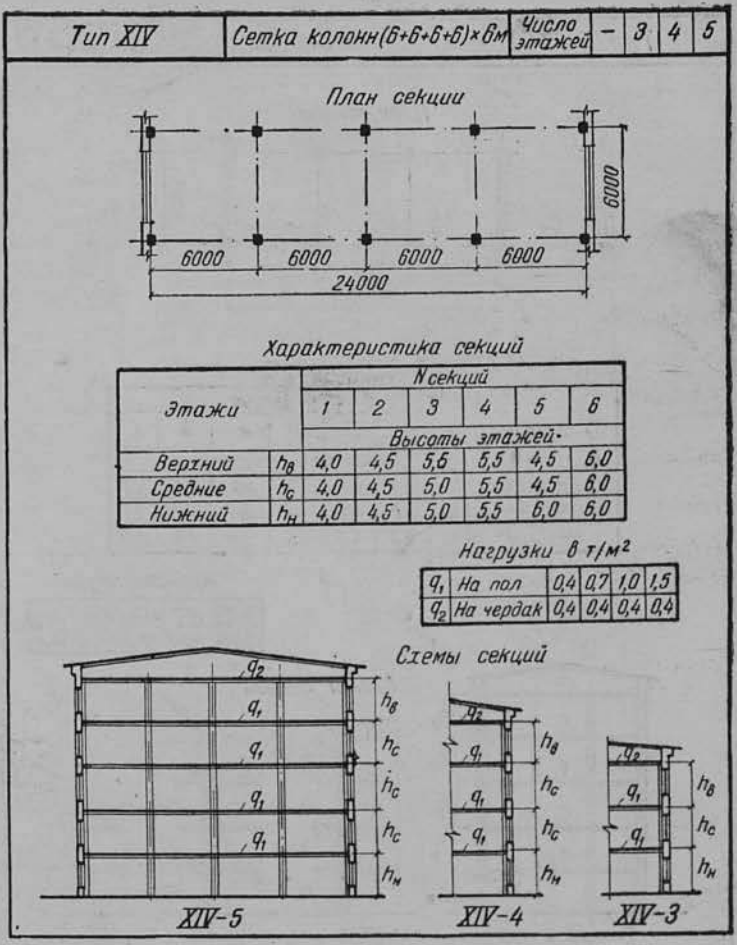 Тип XIV Сетка колонн (6+6+6+6)×6м Число этажей – 3 4 5
План секции
6000
6000 6000 6000 6000
24000
Характеристика секций
Этажи N секций
1 2 3 4 5 6
Высоты этажей
Верхний hв 4,0 4,5 5,6 5,5 4,5 6,0
Средние hс 4,0 4,5 5,0 5,5 4,5 6,0
Нижний hн 4,0 4,5 5,0 5,5 6,0 6,0
Нагрузки в т/м²
q₁ На пол 0,4 0,7 1,0 1,5
q₂ На чердак 0,4 0,4 0,4 0,4
Схемы секций
q₂ hв
q₁ hс
q₁ hс
q₁ hс
q₁ hн
XIV-5
q₂ hв
q₁ hс
q₁ hс
q₁ hн
XIV-4
q₂ hв
q₁ hс
q₁ hн
XIV-3